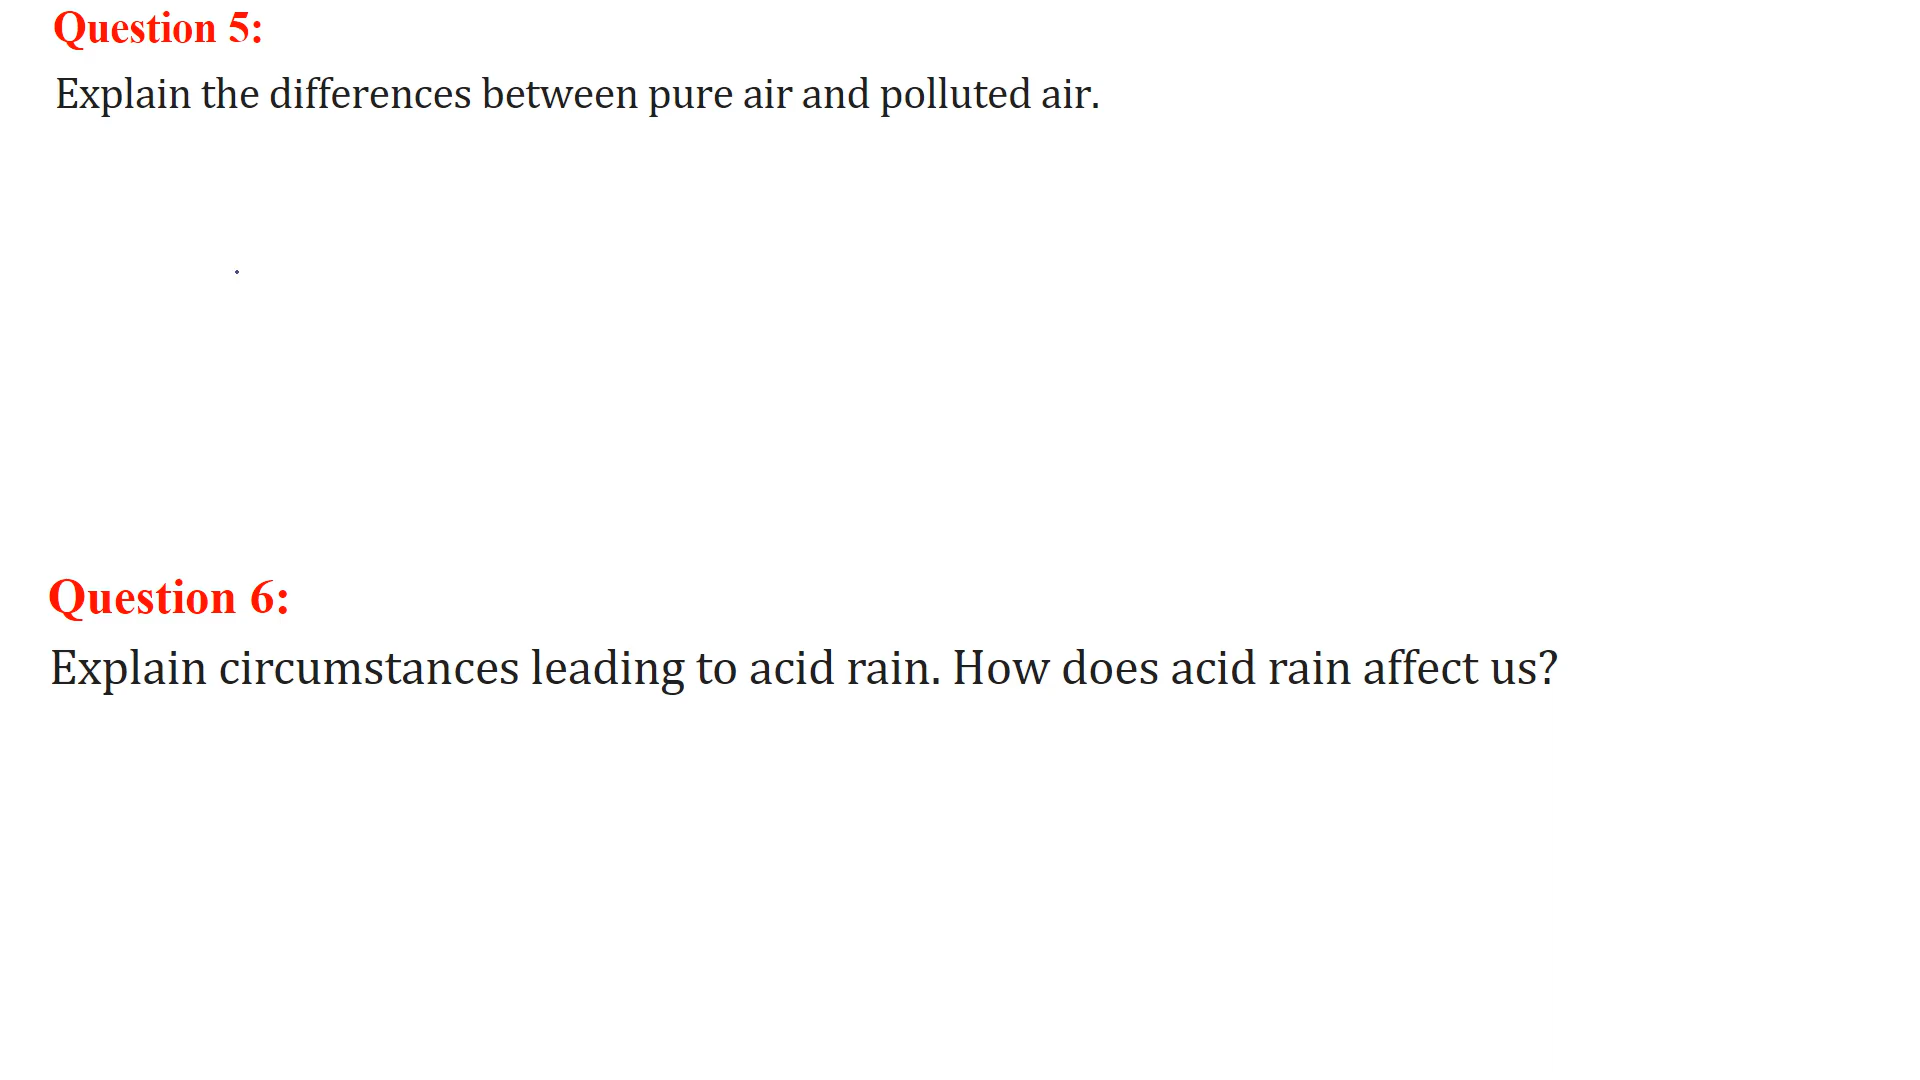 Question 5:
Explain the differences between pure air and polluted air.
Question 6:
Explain circumstances leading to acid rain. How does acid rain affect us?